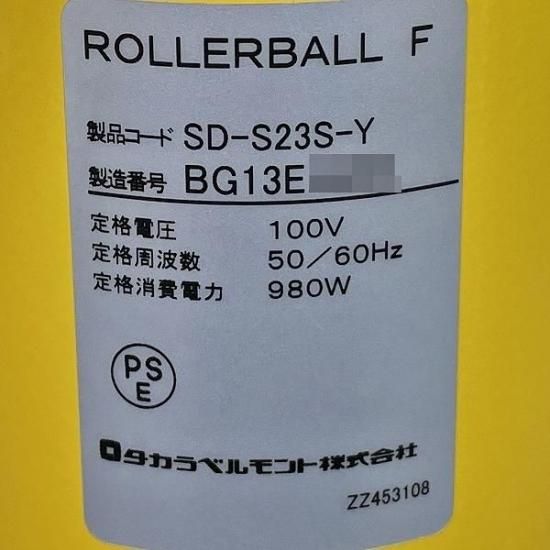 ROLLERBALL F
製品コード SD-S23S-Y
製造番号 BG13E
定格電圧 100V
定格周波数 50/60Hz
定格消費電力 980W
PS
E
タカラベルモント株式会社
ZZ453108